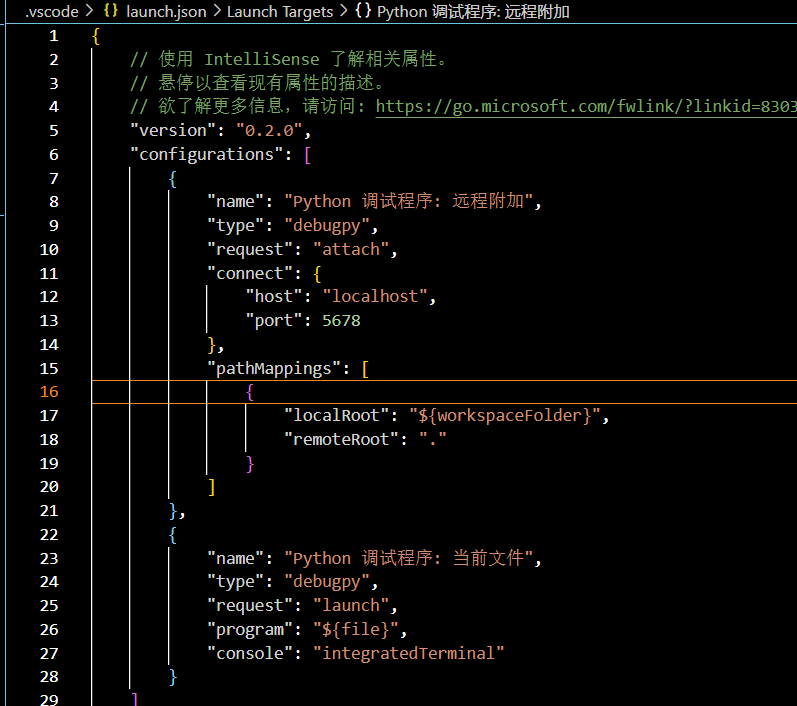 .vscode > {} launch.json > Launch Targets > {} Python 调试程序: 远程附加
1 {
2 // 使用 IntelliSense 了解相关属性。
3 // 悬停以查看现有属性的描述。
4 // 欲了解更多信息，请访问: https://go.microsoft.com/fwlink/?linkid=8303
5 "version": "0.2.0",
6 "configurations": [
7 {
8 "name": "Python 调试程序: 远程附加",
9 "type": "debugpy",
10 "request": "attach",
11 "connect": {
12 "host": "localhost",
13 "port": 5678
14 },
15 "pathMappings": [
16 {
17 "localRoot": "${workspaceFolder}",
18 "remoteRoot": "."
19 }
20 ]
21 },
22 {
23 "name": "Python 调试程序: 当前文件",
24 "type": "debugpy",
25 "request": "launch",
26 "program": "${file}",
27 "console": "integratedTerminal"
28 }
29 ]